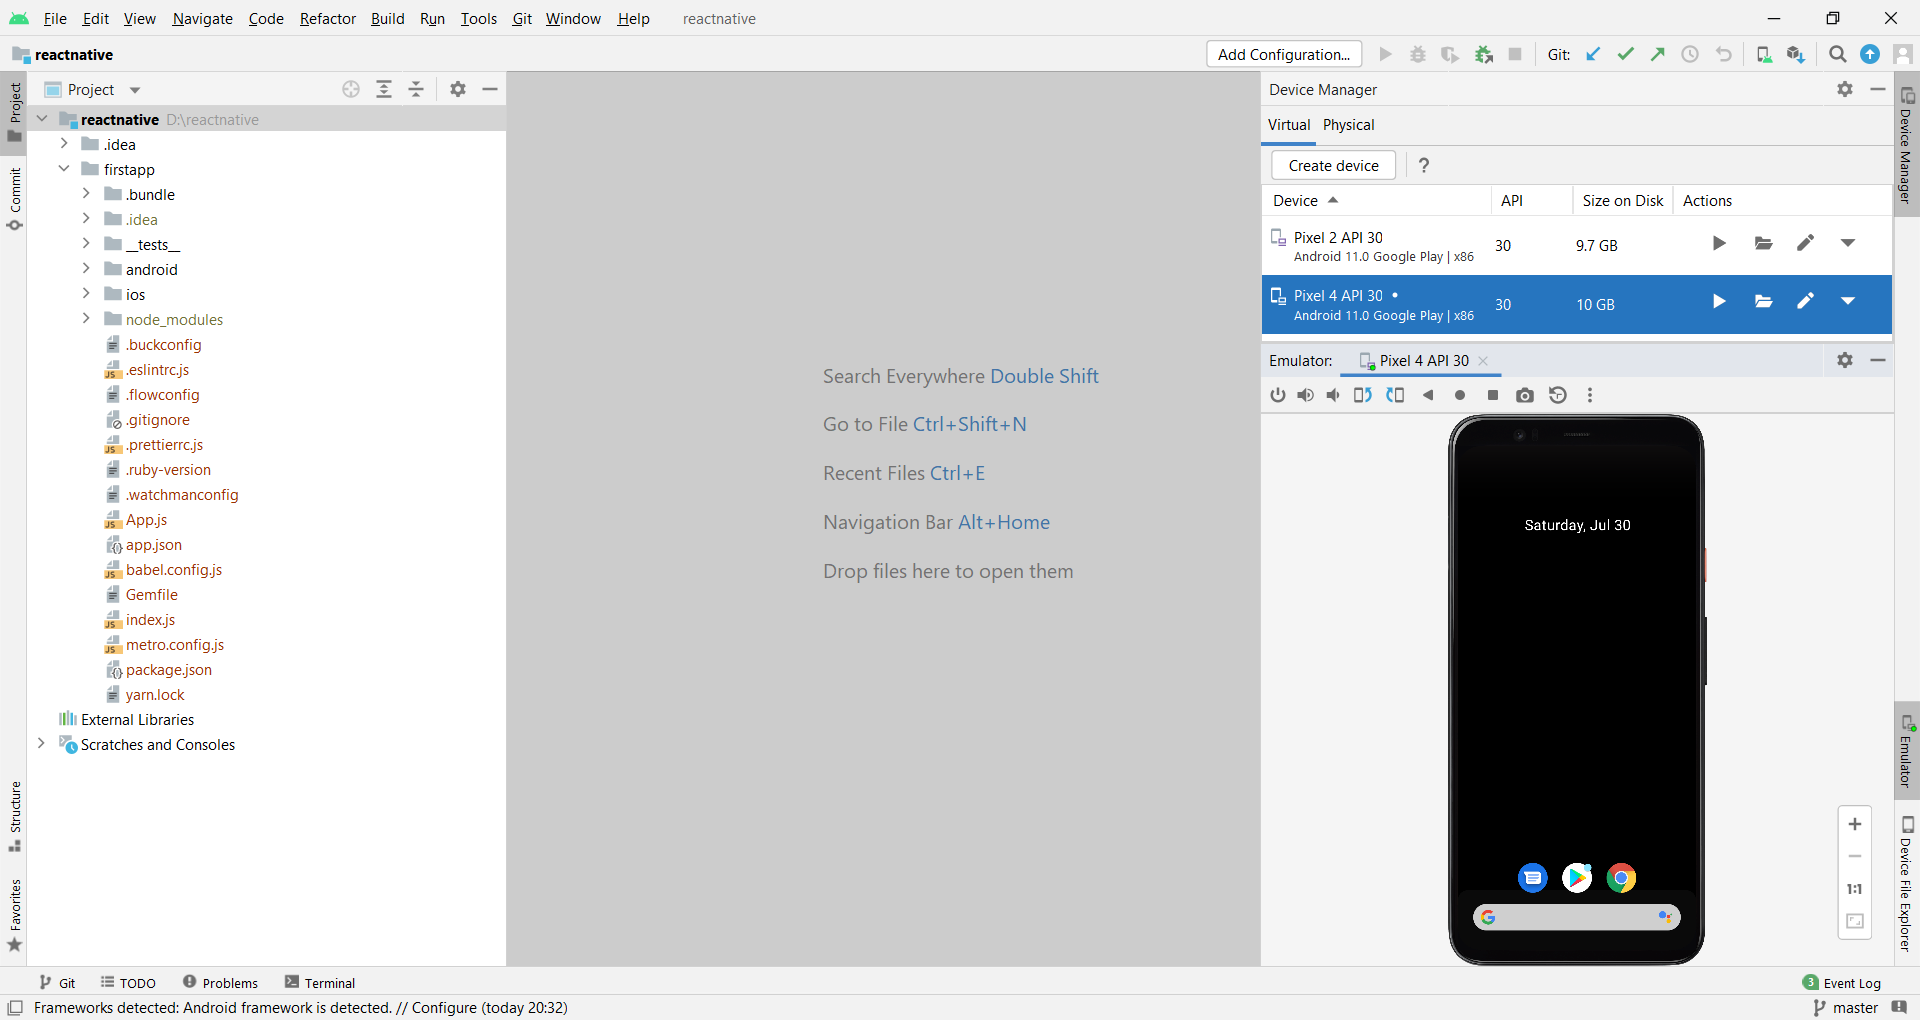 File Edit View Navigate Code Refactor Build Run Tools Git Window Help reactnative
reactnative
Add Configuration...
Git:
Project
reactnative D:\reactnative
.idea
firstapp
.bundle
.idea
__tests__
android
ios
node_modules
.buckconfig
.eslintrc.js
.flowconfig
.gitignore
.prettierrc.js
.ruby-version
.watchmanconfig
App.js
app.json
babel.config.js
Gemfile
index.js
metro.config.js
package.json
yarn.lock
External Libraries
Scratches and Consoles
Project
Commit
Structure
Favorites
Search Everywhere Double Shift
Go to File Ctrl+Shift+N
Recent Files Ctrl+E
Navigation Bar Alt+Home
Drop files here to open them
Device Manager
Virtual Physical
Create device ?
Device API Size on Disk Actions
Pixel 2 API 30
Android 11.0 Google Play | x86
30 9.7 GB
Pixel 4 API 30 •
Android 11.0 Google Play | x86
30 10 GB
Emulator: Pixel 4 API 30
Saturday, Jul 30
1:1
Device Manager
Emulator
Device File Explorer
Git TODO Problems Terminal
3 Event Log
Frameworks detected: Android framework is detected. // Configure (today 20:32)
master